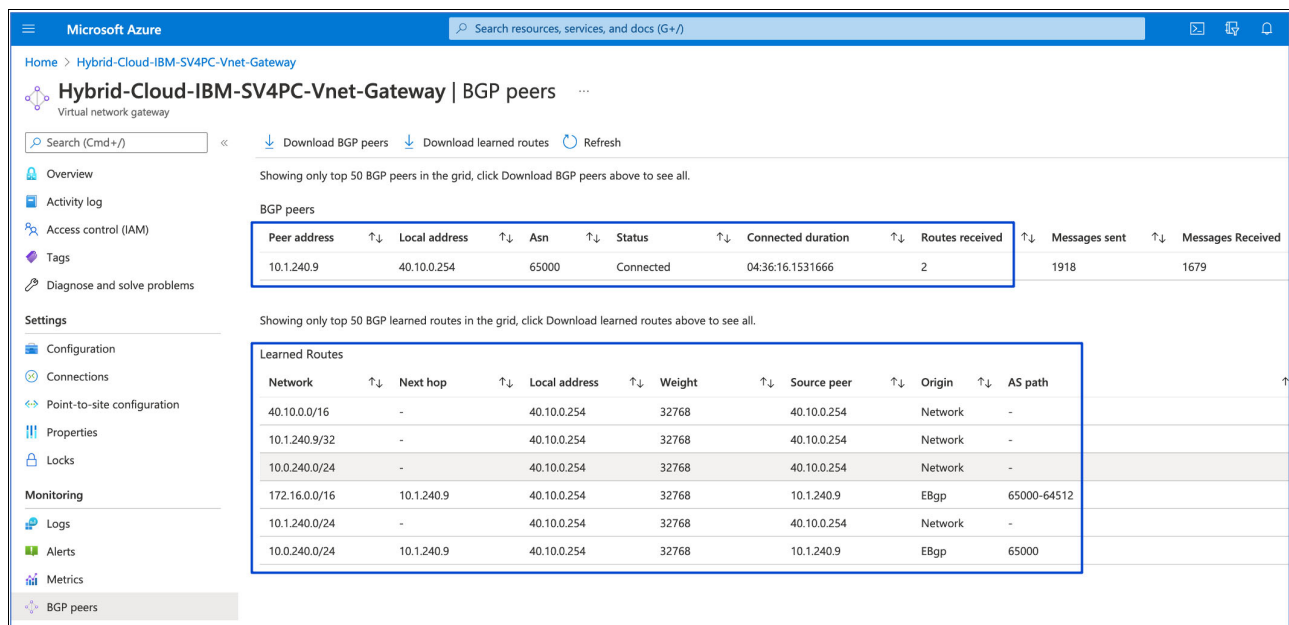 Microsoft Azure
Search resources, services, and docs (G+/)
Home > Hybrid-Cloud-IBM-SV4PC-Vnet-Gateway
Hybrid-Cloud-IBM-SV4PC-Vnet-Gateway | BGP peers ...
Virtual network gateway
Search (Cmd+/) «
Overview
Activity log
Access control (IAM)
Tags
Diagnose and solve problems
Settings
Configuration
Connections
Point-to-site configuration
Properties
Locks
Monitoring
Logs
Alerts
Metrics
BGP peers
Download BGP peers Download learned routes Refresh
Showing only top 50 BGP peers in the grid, click Download BGP peers above to see all.
BGP peers
Peer address ↑↓ Local address ↑↓ Asn ↑↓ Status ↑↓ Connected duration ↑↓ Routes received ↑↓ Messages sent ↑↓ Messages Received
10.1.240.9 40.10.0.254 65000 Connected 04:36:16.1531666 2 1918 1679
Showing only top 50 BGP learned routes in the grid, click Download learned routes above to see all.
Learned Routes
Network ↑↓ Next hop ↑↓ Local address ↑↓ Weight ↑↓ Source peer ↑↓ Origin ↑↓ AS path ↑
40.10.0.0/16 - 40.10.0.254 32768 40.10.0.254 Network -
10.1.240.9/32 - 40.10.0.254 32768 40.10.0.254 Network -
10.0.240.0/24 - 40.10.0.254 32768 40.10.0.254 Network -
172.16.0.0/16 10.1.240.9 40.10.0.254 32768 10.1.240.9 EBgp 65000-64512
10.1.240.0/24 - 40.10.0.254 32768 40.10.0.254 Network -
10.0.240.0/24 10.1.240.9 40.10.0.254 32768 10.1.240.9 EBgp 65000